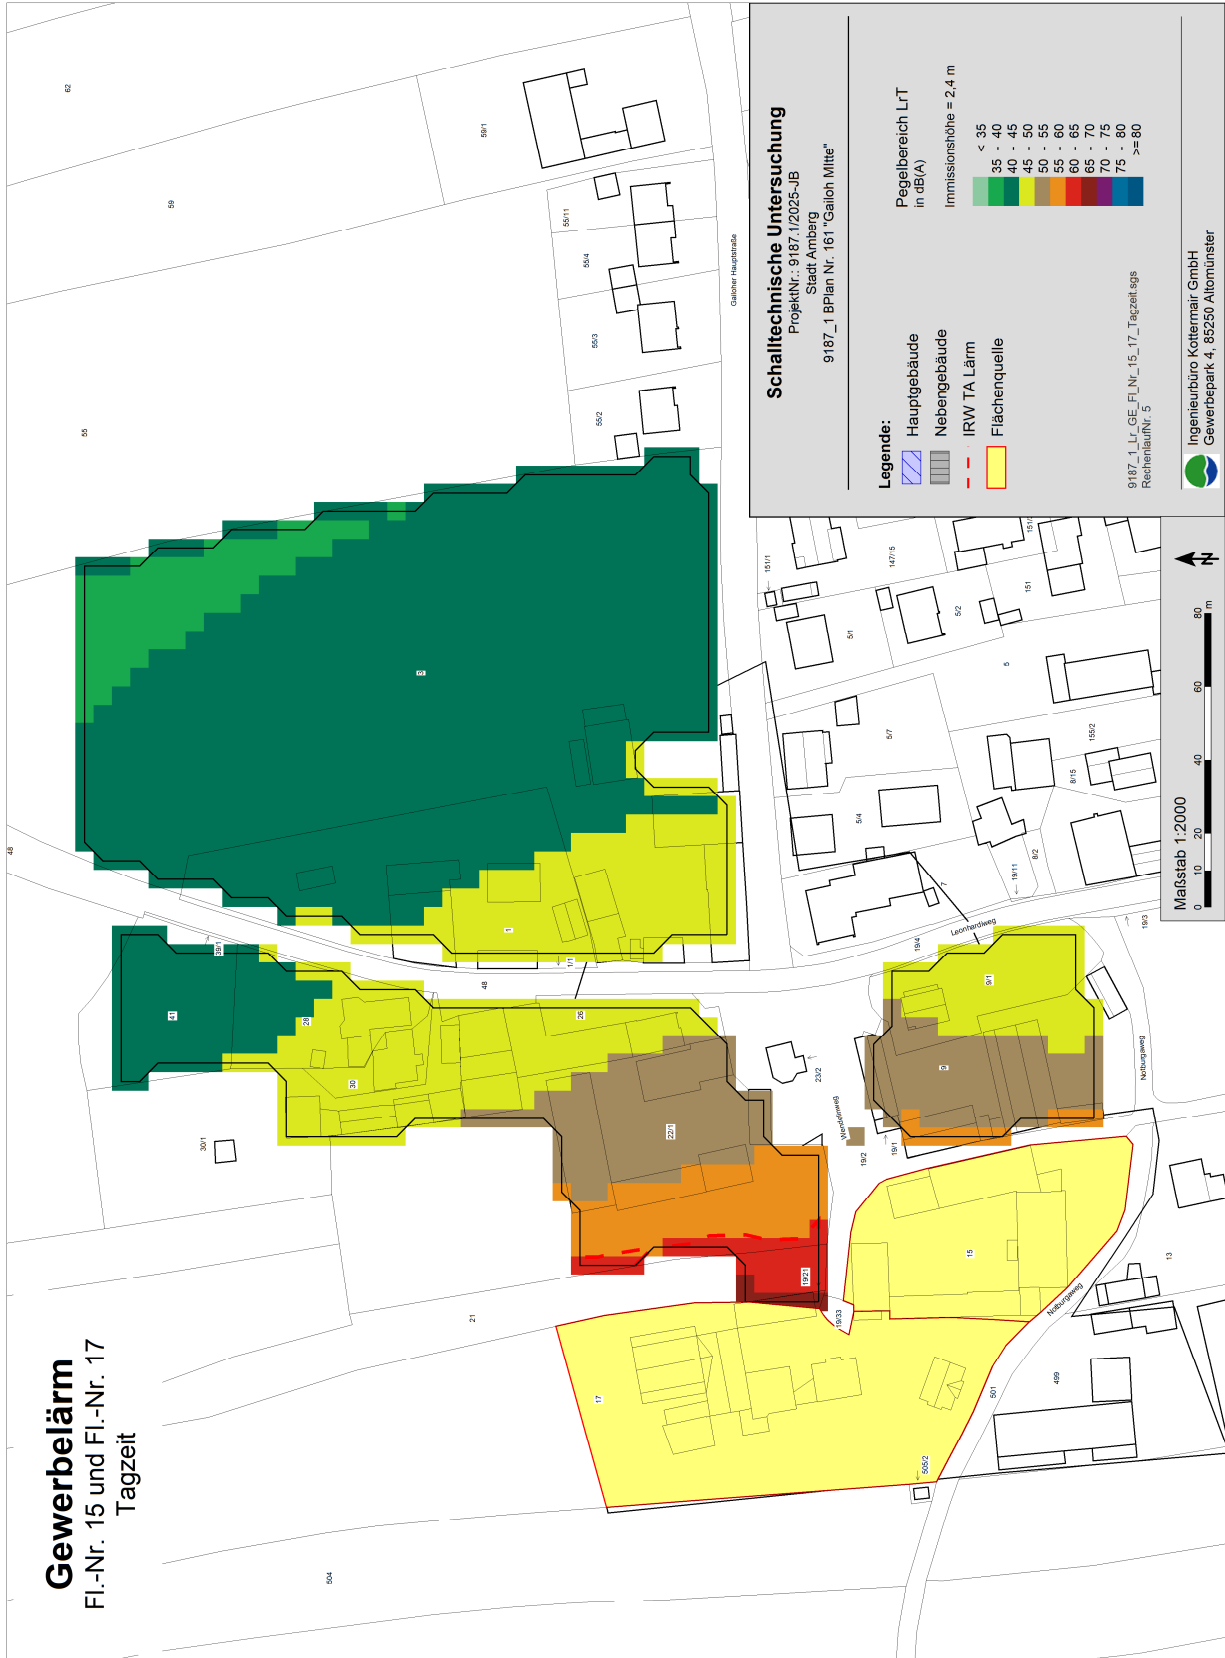 Gewerbelärm
Fl.-Nr. 15 und Fl.-Nr. 17
Tagzeit
Schalltechnische Untersuchung
ProjektNr.: 9187.1/2025-JB
Stadt Amberg
9187_1 BPlan Nr. 161 "Gailoh MItte"
Legende:
Hauptgebäude
Nebengebäude
IRW TA Lärm
Flächenquelle
Pegelbereich LrT
in dB(A)
Immissionshöhe = 2,4 m
< 35
35 - 40
40 - 45
45 - 50
50 - 55
55 - 60
60 - 65
65 - 70
70 - 75
75 - 80
>= 80
9187_1_Lr_GE_Fl_Nr_15_17_Tagzeit.sgs
RechenlaufNr. 5
Ingenieurbüro Kottermair GmbH
Gewerbepark 4, 85250 Altomünster
Maßstab 1:2000
0 10 20 40 60 80
m
N
62
59
59/1
55
55/11
55/4
55/3
55/2
Gailoher Hauptstraße
48
3
1
1/1
48
39/1
41
28
30
30/1
26
22/1
23/2
Wendelinweg
19/2
19/1
19/4
Leonhardiweg
7
9
9/1
19/21
19/33
15
17
21
504
505/2
501
499
13
Notburgaweg
Notburgaweg
19/3
19/11
8/2
8/15
155/2
5
5/1
5/2
5/4
5/7
151
151/1
147/15